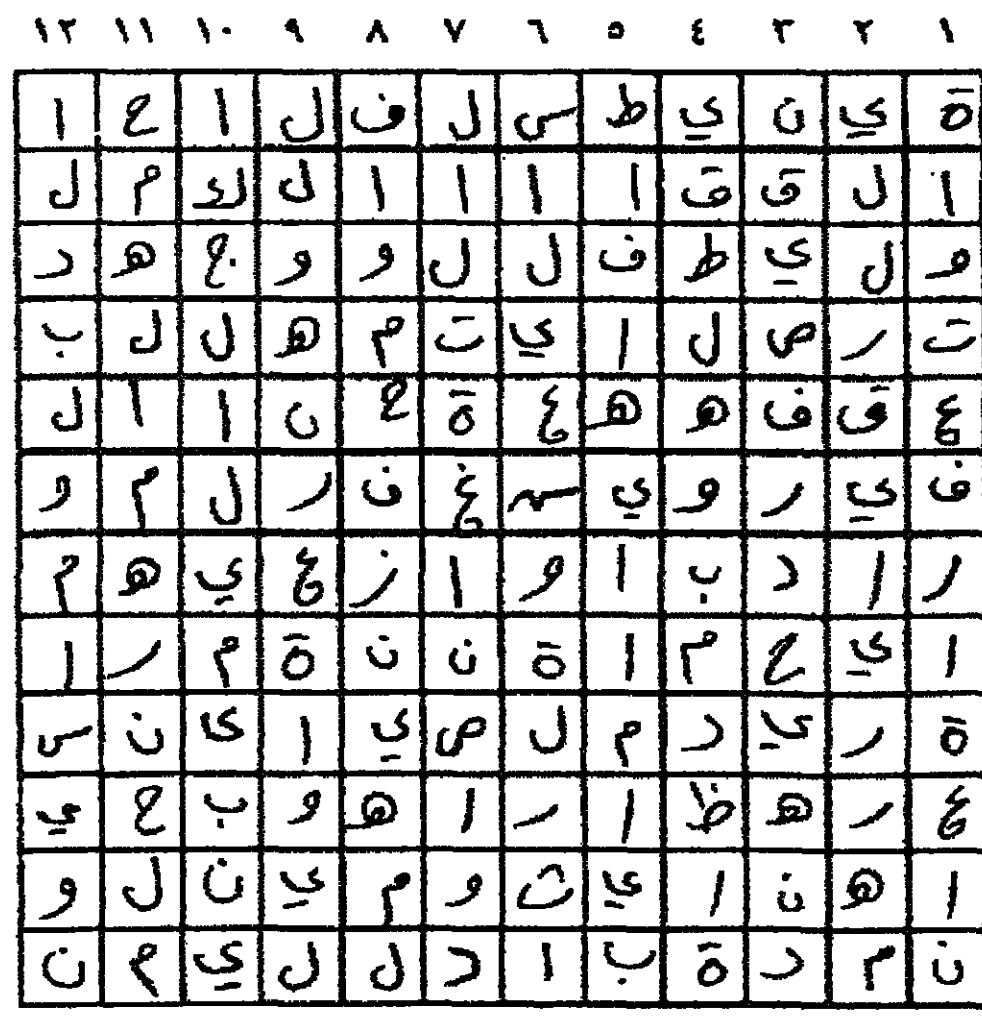 ١ ٢ ٣ ٤ ٥ ٦ ٧ ٨ ٩ ١٠ ١١ ١٢
ة ي ن ي ط س ل ف ل ا ح ا
ا ل ق ق ا ا ا ا ل ك م ل
و ل ي ط ف ل ل و و ج ه د
ت ر ص ل ا ي ت م ه ل ل ب
ع ق ف ه ه ع ة ح ن ا ا ل
ف ي ر و ي س غ ف ر ل م و
ر ا د ب ا و ا ز ع ي ه م
ا ي ح م ا ة ن ن ة م ر ا
ة ر ي د م ل ص ي ا ي ن س
ع ر ه ظ ا ر ا ه و ب ح ي
ا ه ن ا ي ث و م ي ن ل و
ن م د ة ب ا د ل ل ي م ن